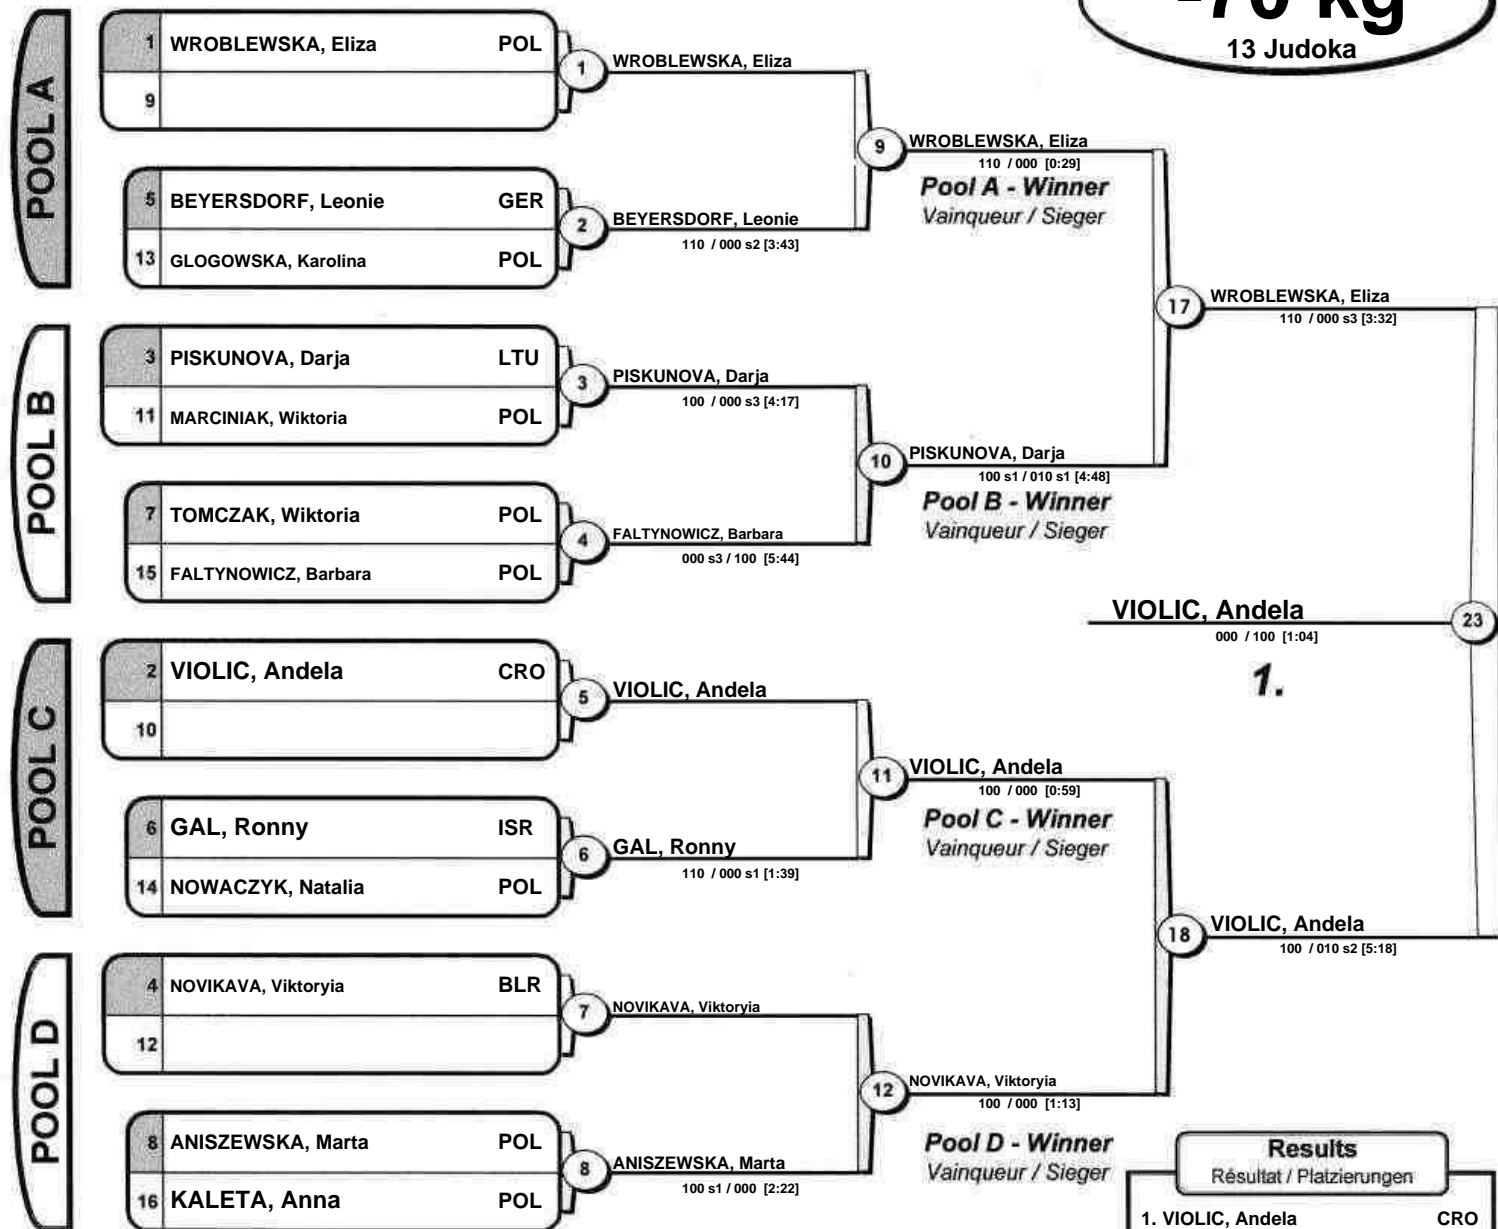 -70 kg
13 Judoka
POOL A
1 WROBLEWSKA, Eliza POL
9
1
WROBLEWSKA, Eliza
5 BEYERSDORF, Leonie GER
13 GLOGOWSKA, Karolina POL
2
BEYERSDORF, Leonie
110 / 000 s2 [3:43]
9
WROBLEWSKA, Eliza
110 / 000 [0:29]
Pool A - Winner
Vainqueur / Sieger
POOL B
3 PISKUNOVA, Darja LTU
11 MARCINIAK, Wiktoria POL
3
PISKUNOVA, Darja
100 / 000 s3 [4:17]
7 TOMCZAK, Wiktoria POL
15 FALTYNOWICZ, Barbara POL
4
FALTYNOWICZ, Barbara
000 s3 / 100 [5:44]
10
PISKUNOVA, Darja
100 s1 / 010 s1 [4:48]
Pool B - Winner
Vainqueur / Sieger
17
WROBLEWSKA, Eliza
110 / 000 s3 [3:32]
VIOLIC, Andela
23
000 / 100 [1:04]
1.
POOL C
2 VIOLIC, Andela CRO
10
5
VIOLIC, Andela
6 GAL, Ronny ISR
14 NOWACZYK, Natalia POL
6
GAL, Ronny
110 / 000 s1 [1:39]
11
VIOLIC, Andela
100 / 000 [0:59]
Pool C - Winner
Vainqueur / Sieger
18
VIOLIC, Andela
100 / 010 s2 [5:18]
POOL D
4 NOVIKAVA, Viktoryia BLR
12
7
NOVIKAVA, Viktoryia
8 ANISZEWSKA, Marta POL
16 KALETA, Anna POL
8
ANISZEWSKA, Marta
100 s1 / 000 [2:22]
12
NOVIKAVA, Viktoryia
100 / 000 [1:13]
Pool D - Winner
Vainqueur / Sieger
Results
Résultat / Platzierungen
1. VIOLIC, Andela CRO